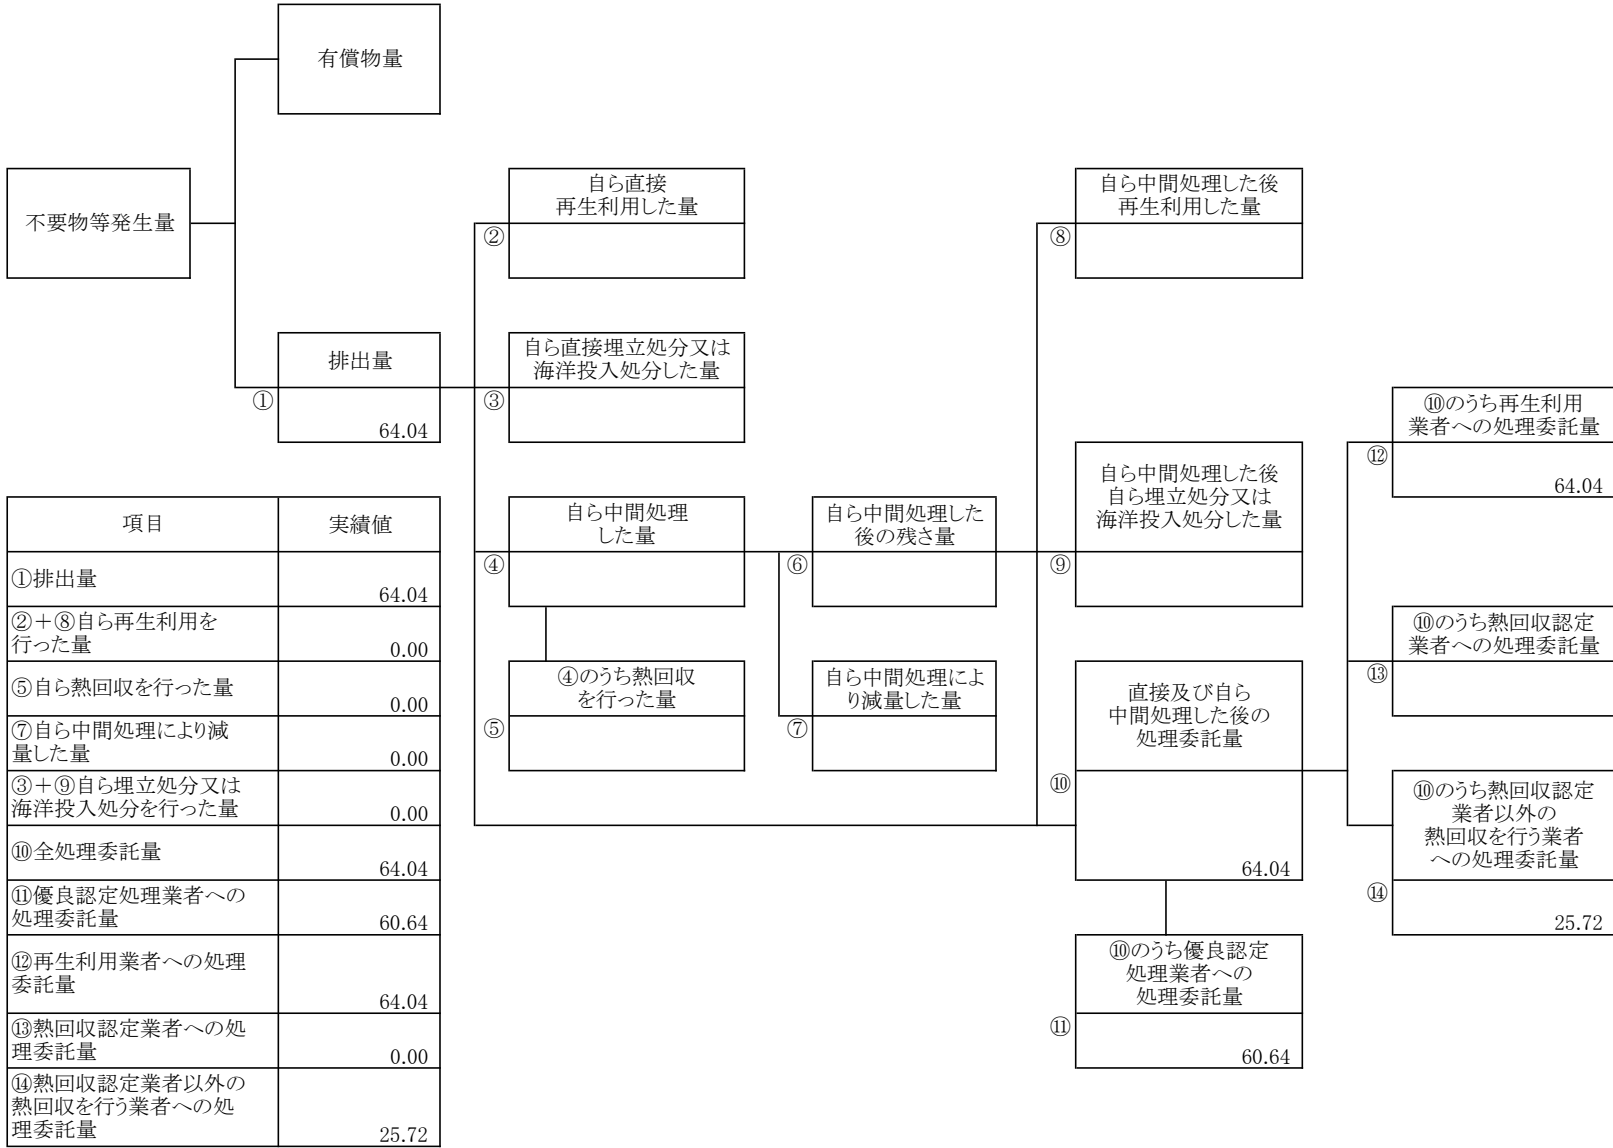 有償物量
不要物等発生量
自ら直接
再生利用した量
②
自ら中間処理した後
再生利用した量
⑧
排出量
①
64.04
自ら直接埋立処分又は
海洋投入処分した量
③
⑩のうち再生利用
業者への処理委託量
⑫
64.04
自ら中間処理
した量
④
自ら中間処理した
後の残さ量
⑥
自ら中間処理した後
自ら埋立処分又は
海洋投入処分した量
⑨
⑩のうち熱回収認定
業者への処理委託量
⑬
④のうち熱回収
を行った量
⑤
自ら中間処理によ
り減量した量
⑦
直接及び自ら
中間処理した後の
処理委託量
⑩
64.04
⑩のうち熱回収認定
業者以外の
熱回収を行う業者
への処理委託量
⑭
25.72
⑩のうち優良認定
処理業者への
処理委託量
⑪
60.64
項目 実績値
①排出量
64.04
②＋⑧自ら再生利用を
行った量
0.00
⑤自ら熱回収を行った量
0.00
⑦自ら中間処理により減
量した量
0.00
③＋⑨自ら埋立処分又は
海洋投入処分を行った量
0.00
⑩全処理委託量
64.04
⑪優良認定処理業者への
処理委託量
60.64
⑫再生利用業者への処理
委託量
64.04
⑬熱回収認定業者への処
理委託量
0.00
⑭熱回収認定業者以外の
熱回収を行う業者への処
理委託量
25.72